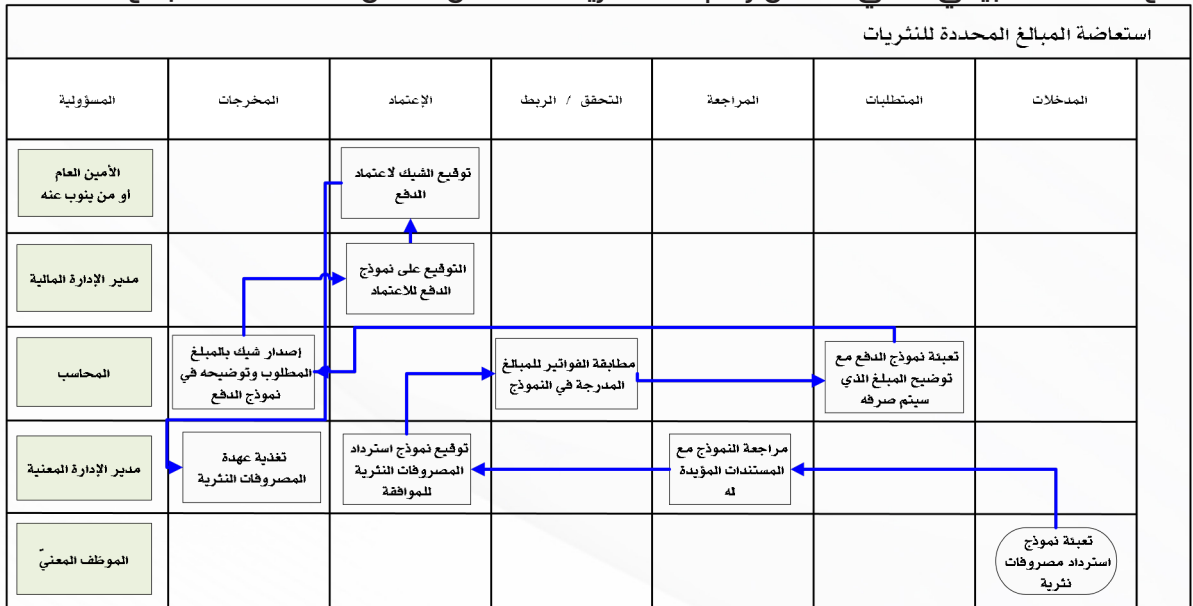 استعاضة المبالغ المحددة للنثريات
المدخلات
المتطلبات
المراجعة
التحقق / الربط
الإعتماد
المخرجات
المسؤولية
توقيع الشيك لاعتماد
الدفع
الأمين العام
او من ينوب عنه
التوقيع على نموذج
الدفع للاعتماد
مدير الإدارة المالية
تعبئة نموذج الدفع مع
توضيح المبلغ الذي
سيتم صرفه
مطابقة الفواتير للمبالغ
المدرجة في النموذج
إصدار شيك بالمبلغ
المطلوب وتوضيحه في
نموذج الدفع
المحاسب
مراجعة النموذج مع
المستندات المؤيدة
له
توقيع نموذج استرداد
المصروفات النثرية
للموافقة
تغذية عهدة
المصروفات النثرية
مدير الإدارة المعنية
تعبئة نموذج
استرداد مصروفات
نثرية
الموظف المعنيّ